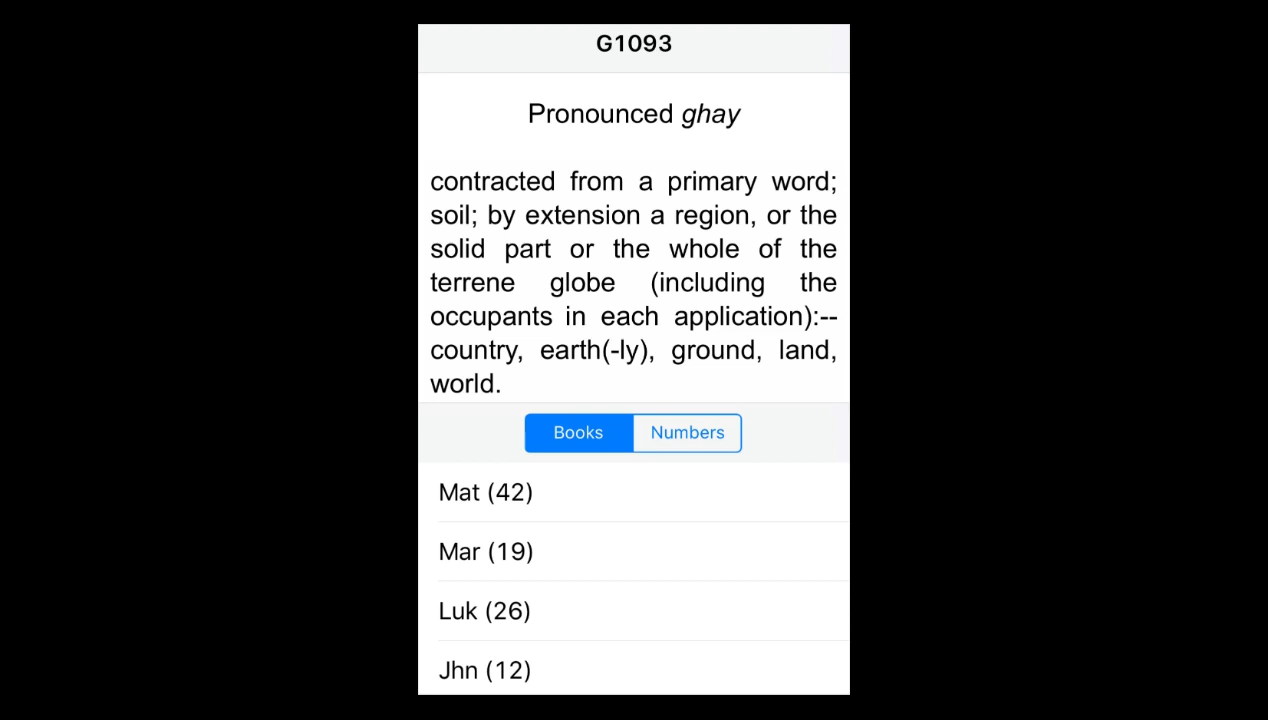 G1093
Pronounced ghay
contracted from a primary word;
soil; by extension a region, or the
solid part or the whole of the
terrene globe (including the
occupants in each application):--
country, earth(-ly), ground, land,
world.
Books Numbers
Mat (42)
Mar (19)
Luk (26)
Jhn (12)